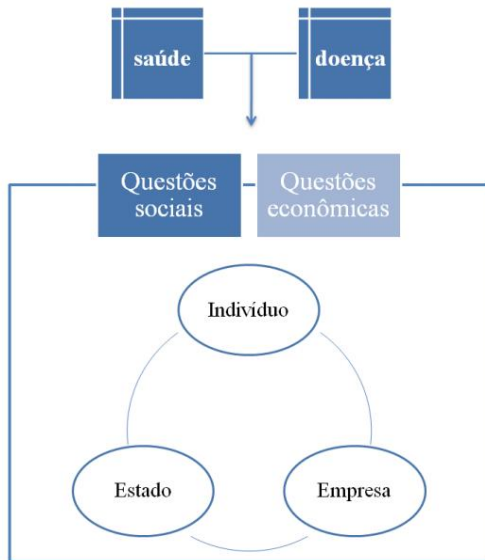 saúde
doença
Questões
sociais
Questões
econômicas
Indivíduo
Estado
Empresa